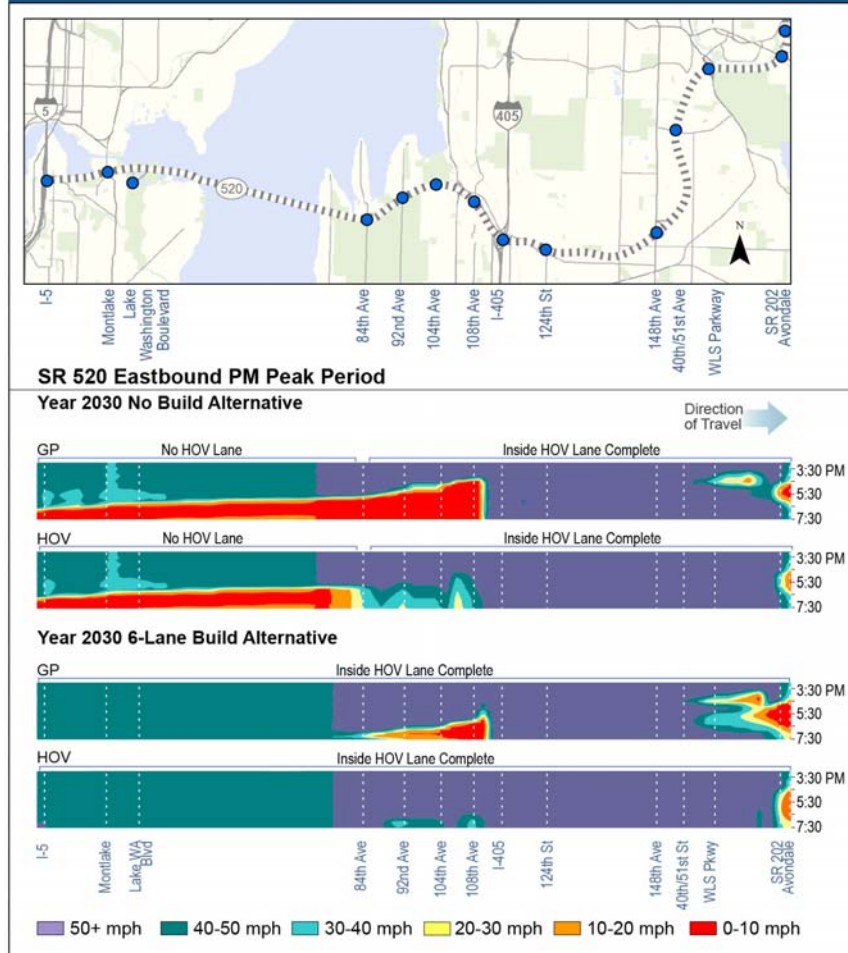 5
405
520
N
I-5
Montlake
Lake
Washington
Boulevard
84th Ave
92nd Ave
104th Ave
108th Ave
I-405
124th St
148th Ave
40th/51st Ave
WLS Parkway
SR 202
Avondale
SR 520 Eastbound PM Peak Period
Year 2030 No Build Alternative
Direction
of Travel
GP No HOV Lane Inside HOV Lane Complete
3:30 PM
5:30
7:30
HOV No HOV Lane Inside HOV Lane Complete
3:30 PM
5:30
7:30
Year 2030 6-Lane Build Alternative
GP Inside HOV Lane Complete
3:30 PM
5:30
7:30
HOV Inside HOV Lane Complete
3:30 PM
5:30
7:30
I-5
Montlake
Lake WA
Blvd
84th Ave
92nd Ave
104th Ave
108th Ave
I-405
124th St
148th Ave
40th/51st St
WLS Pkwy
SR 202
Avondale
50+ mph 40-50 mph 30-40 mph 20-30 mph 10-20 mph 0-10 mph